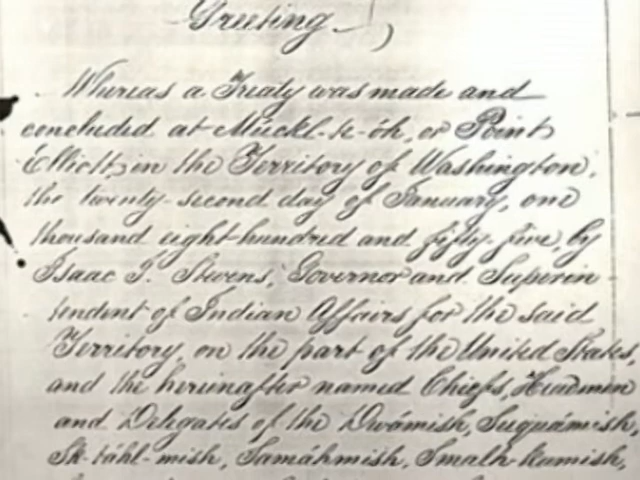 Greeting
Whereas a Treaty was made and
concluded at Múckl-te-óh, or Point
Elliott, in the Territory of Washington,
the twenty-second day of January, one
thousand eight-hundred and fifty-five, by
Isaac I. Stevens, Governor and Superin-
tendent of Indian Affairs for the said
Territory, on the part of the United States,
and the hereinafter named Chiefs, Headmen
and Delegates of the Dwámish, Suquámish,
Sk-táhl-mish, Samáhmish, Smalh-kamish,